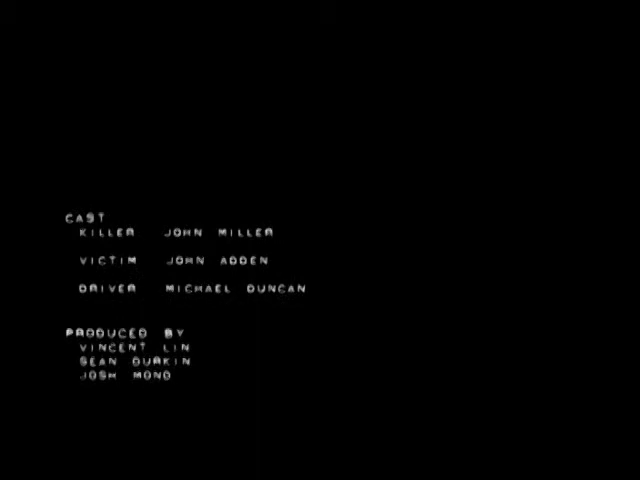 CAST
KILLER JOHN MILLER
VICTIM JOHN ADDEN
DRIVER MICHAEL DUNCAN
PRODUCED BY
VINCENT LIN
SEAN DURKIN
JOSH MOND